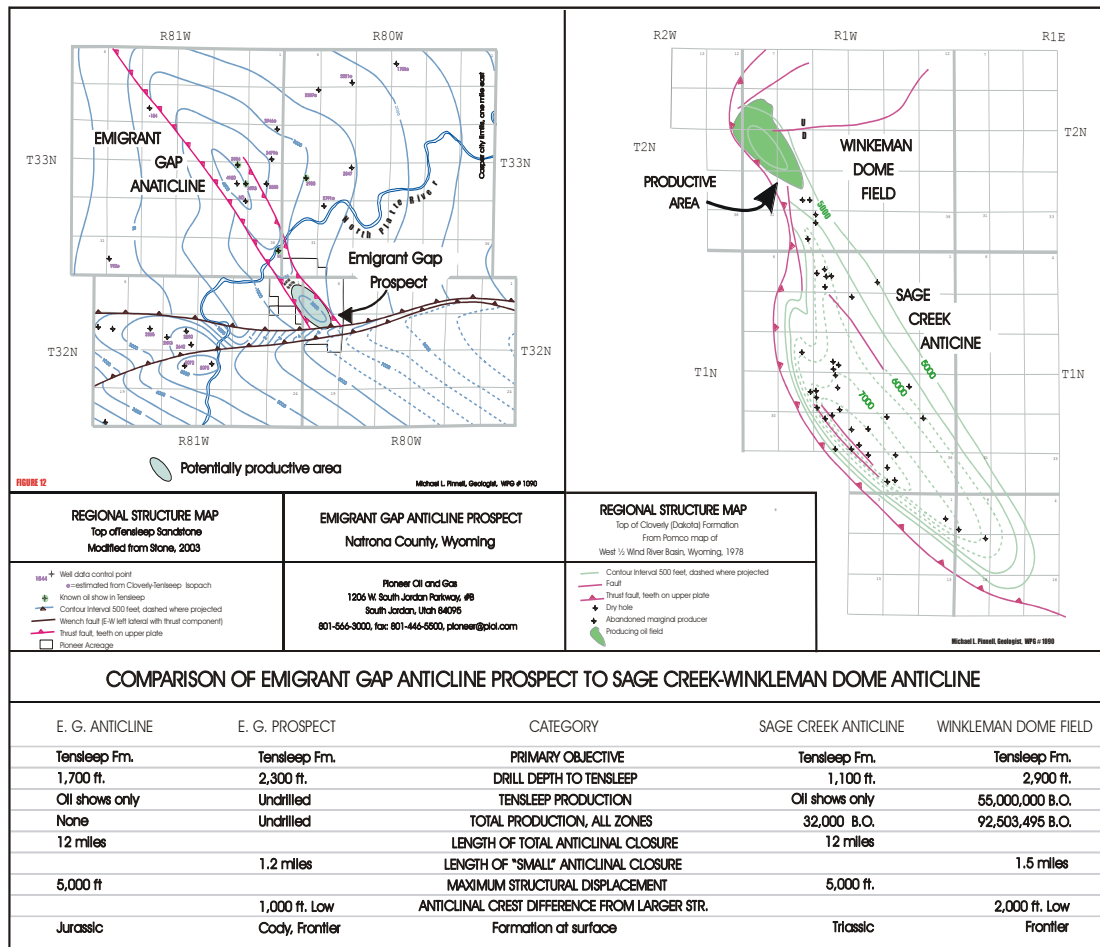 R81W
R80W
T33N
T33N
EMIGRANT
GAP
ANATICLINE
Casper city limits, one mile east
North Platte River
Emigrant Gap
Prospect
T32N
T32N
R81W
R80W
Potentially productive area
FIGURE 12
Michael L. Pinnell, Geologist, WPG # 1090
R2W
R1W
R1E
T2N
T2N
U
D
WINKEMAN
DOME
FIELD
PRODUCTIVE
AREA
5000
SAGE
CREEK
ANTICINE
T1N
T1N
5000
6000
7000
Michael L. Pinnell, Geologist, WPG # 1090
REGIONAL STRUCTURE MAP
Top ofTensleep Sandstone
Modified from Stone, 2003
Well data control point
e=estimated from Cloverly-Tenlseep Isopach
Known oil show in Tensleep
Contour Interval 500 feet, dashed where projected
Wrench fault (E-W left lateral with thrust component)
Thrust fault, teeth on upper plate
Pioneer Acreage
EMIGRANT GAP ANTICLINE PROSPECT
Natrona County, Wyoming
Pioneer Oil and Gas
1206 W. South Jordan Parkway, #B
South Jordan, Utah 84095
801-566-3000, fax: 801-446-5500, pioneer@piol.com
REGIONAL STRUCTURE MAP
Top of Cloverly (Dakota) Formation
From Pomco map of
West ½ Wind River Basin, Wyoming, 1978
Contour Interval 500 feet, dashed where projected
Fault
Thrust fault, teeth on upper plate
Dry hole
Abandoned marginal producer
Producing oil field
COMPARISON OF EMIGRANT GAP ANTICLINE PROSPECT TO SAGE CREEK-WINKLEMAN DOME ANTICLINE
E. G. ANTICLINE E. G. PROSPECT CATEGORY SAGE CREEK ANTICLINE WINKLEMAN DOME FIELD
Tensleep Fm. Tensleep Fm. PRIMARY OBJECTIVE Tensleep Fm. Tensleep Fm.
1,700 ft. 2,300 ft. DRILL DEPTH TO TENSLEEP 1,100 ft. 2,900 ft.
Oil shows only Undrilled TENSLEEP PRODUCTION Oil shows only 55,000,000 B.O.
None Undrilled TOTAL PRODUCTION, ALL ZONES 32,000 B.O. 92,503,495 B.O.
12 miles LENGTH OF TOTAL ANTICLINAL CLOSURE 12 miles
1.2 miles LENGTH OF "SMALL" ANTICLINAL CLOSURE 1.5 miles
5,000 ft MAXIMUM STRUCTURAL DISPLACEMENT 5,000 ft.
1,000 ft. Low ANTICLINAL CREST DIFFERENCE FROM LARGER STR. 2,000 ft. Low
Jurassic Cody, Frontier Formation at surface Triassic Frontier